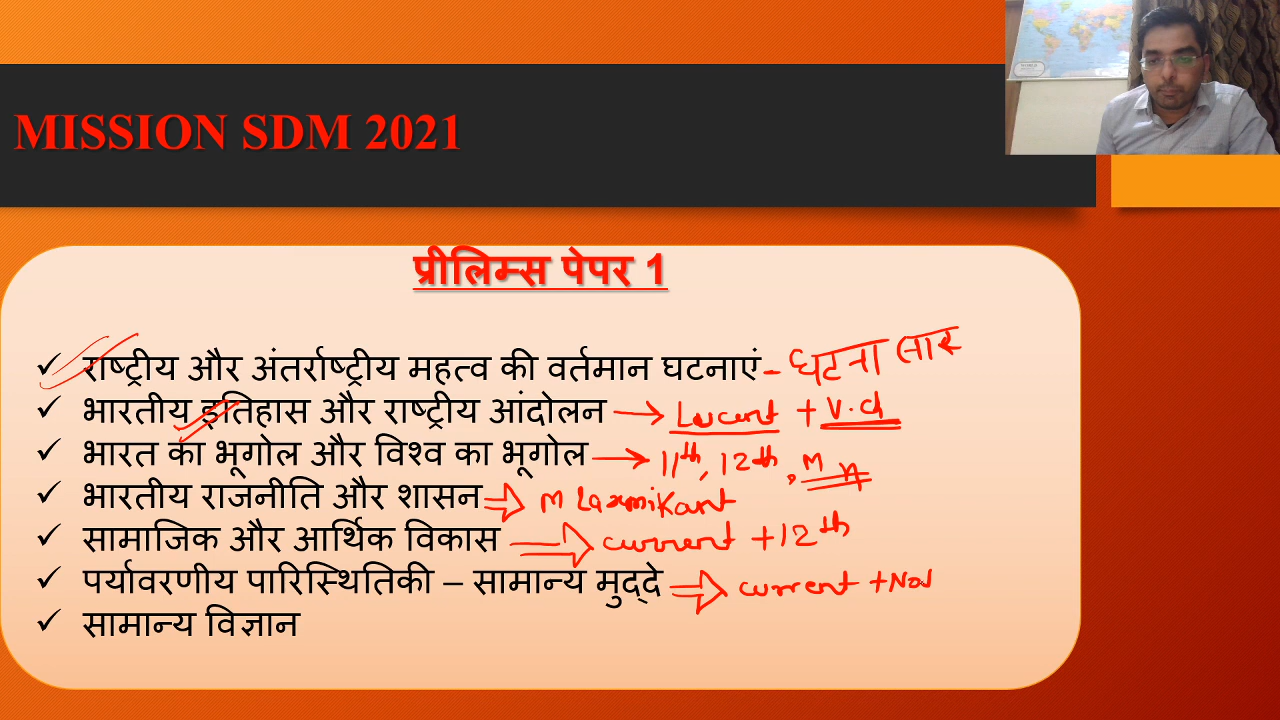 MISSION SDM 2021
प्रीलिम्स पेपर 1
✓ राष्ट्रीय और अंतर्राष्ट्रीय महत्व की वर्तमान घटनाएं - घटना सार
✓ भारतीय इतिहास और राष्ट्रीय आंदोलन → Lucent + V.ch
✓ भारत का भूगोल और विश्व का भूगोल → 11th, 12th,
✓ भारतीय राजनीति और शासन ⇒ M Laxmikant
✓ सामाजिक और आर्थिक विकास ⇒ current + 12th
✓ पर्यावरणीय पारिस्थितिकी – सामान्य मुद्दे ⇒ current +
✓ सामान्य विज्ञान